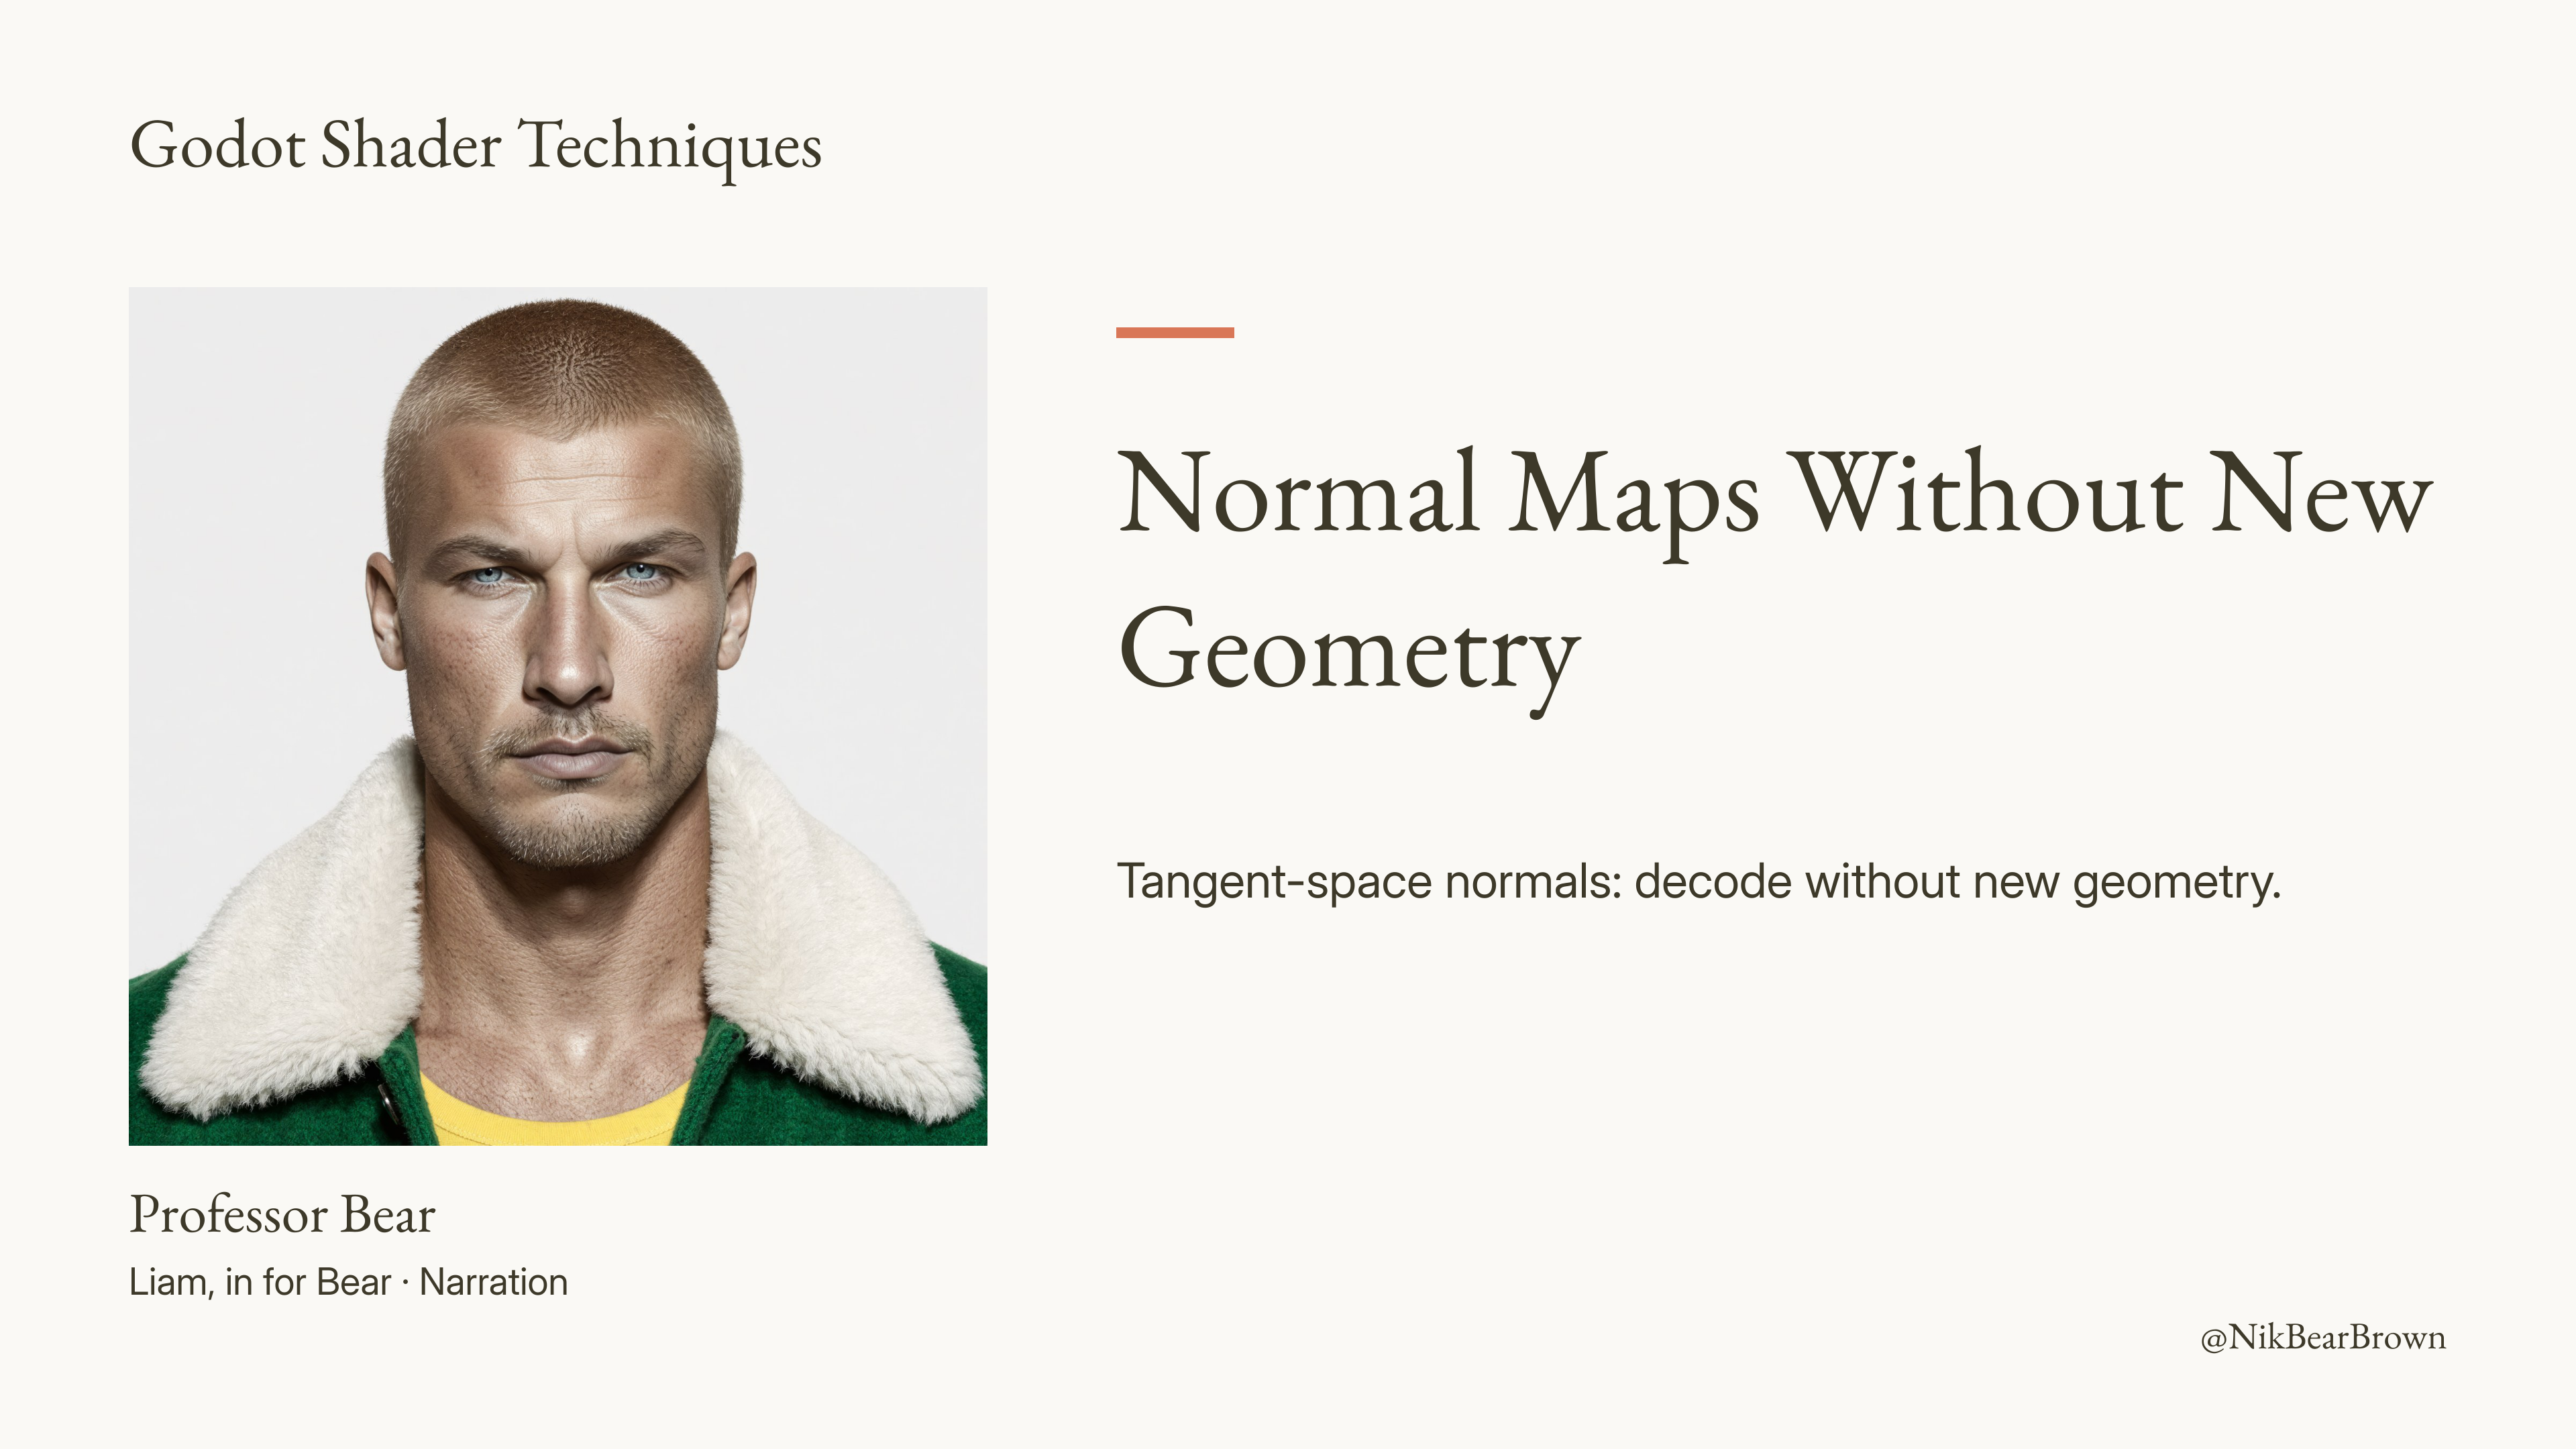 Godot Shader Techniques
Normal Maps Without New
Geometry
Tangent-space normals: decode without new geometry.
Professor Bear
Liam, in for Bear · Narration
@NikBearBrown